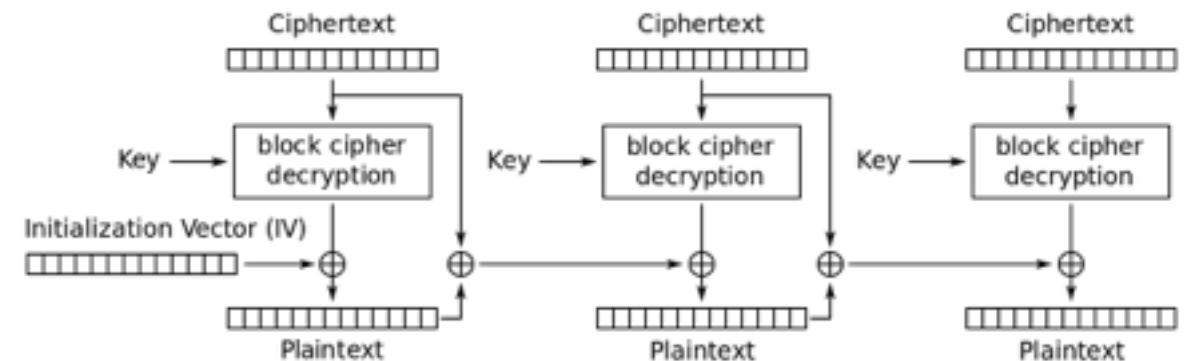 Ciphertext
Ciphertext
Ciphertext
Key
block cipher
decryption
Key
block cipher
decryption
Key
block cipher
decryption
Initialization Vector (IV)
Plaintext
Plaintext
Plaintext